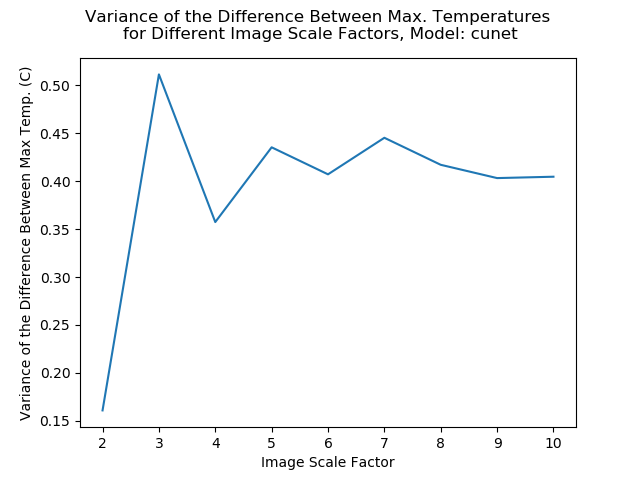 Variance of the Difference Between Max. Temperatures
for Different Image Scale Factors, Model: cunet
Variance of the Difference Between Max Temp. (C)
0.50
0.45
0.40
0.35
0.30
0.25
0.20
0.15
2 3 4 5 6 7 8 9 10
Image Scale Factor